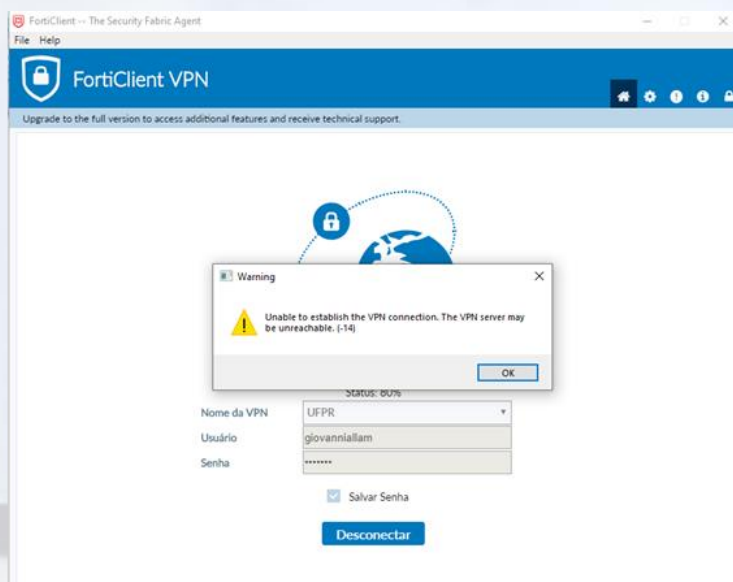 FortiClient -- The Security Fabric Agent
File Help
FortiClient VPN
Upgrade to the full version to access additional features and receive technical support.
Warning
Unable to establish the VPN connection. The VPN server may
be unreachable. (-14)
OK
Status: 80%
Nome da VPN UFPR
Usuário giovanniallam
Senha •••••••
Salvar Senha
Desconectar